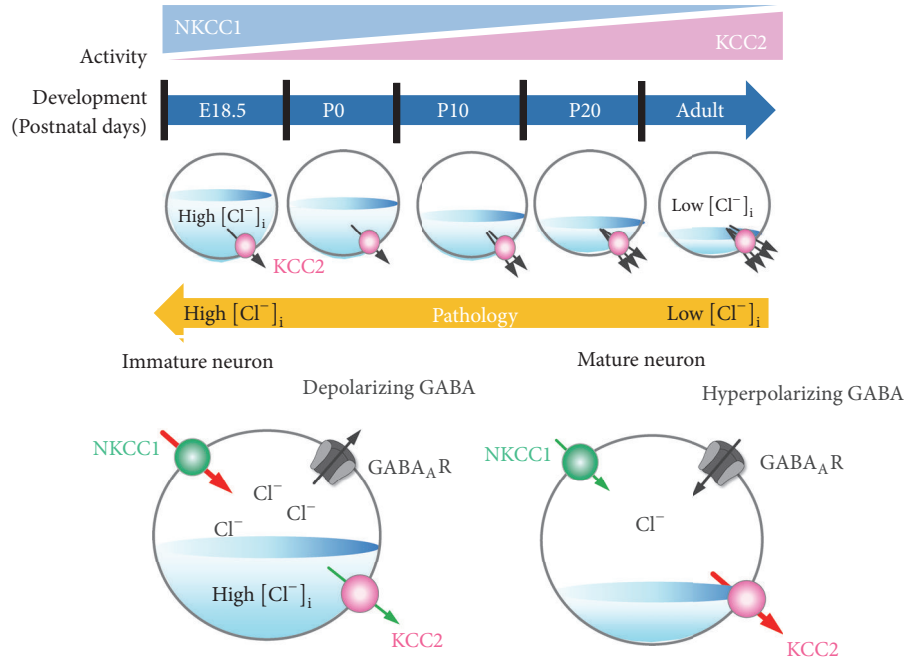 NKCC1
KCC2
Activity
Development
(Postnatal days)
E18.5
P0
P10
P20
Adult
High [Cl⁻]ᵢ
Low [Cl⁻]ᵢ
KCC2
High [Cl⁻]ᵢ
Pathology
Low [Cl⁻]ᵢ
Immature neuron
Mature neuron
Depolarizing GABA
Hyperpolarizing GABA
NKCC1
GABA_AR
Cl⁻
Cl⁻
Cl⁻
High [Cl⁻]ᵢ
KCC2
NKCC1
GABA_AR
Cl⁻
KCC2